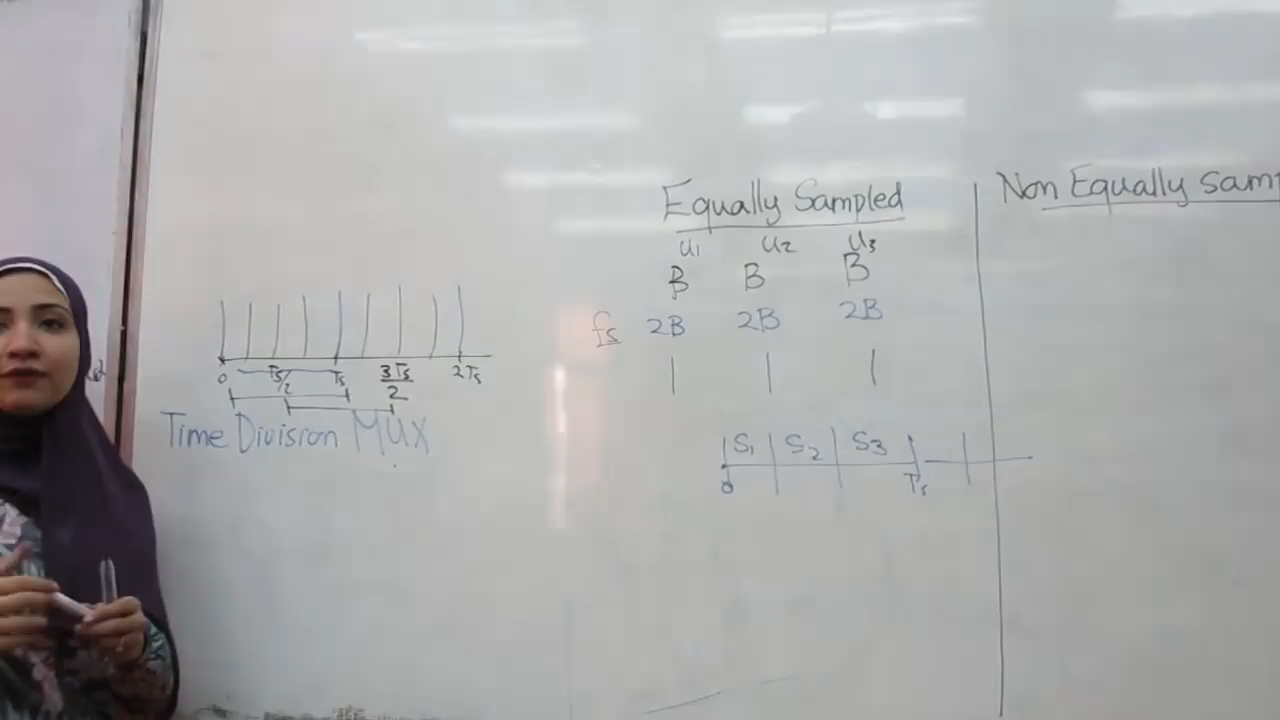 Equally Sampled
Non Equally Sam
U1 U2 U3
B B B
fs 2B 2B 2B
| | |
0 Ts/2 Ts 3Ts/2 2Ts
Time Division MUX
S1 S2 S3
0 Ts